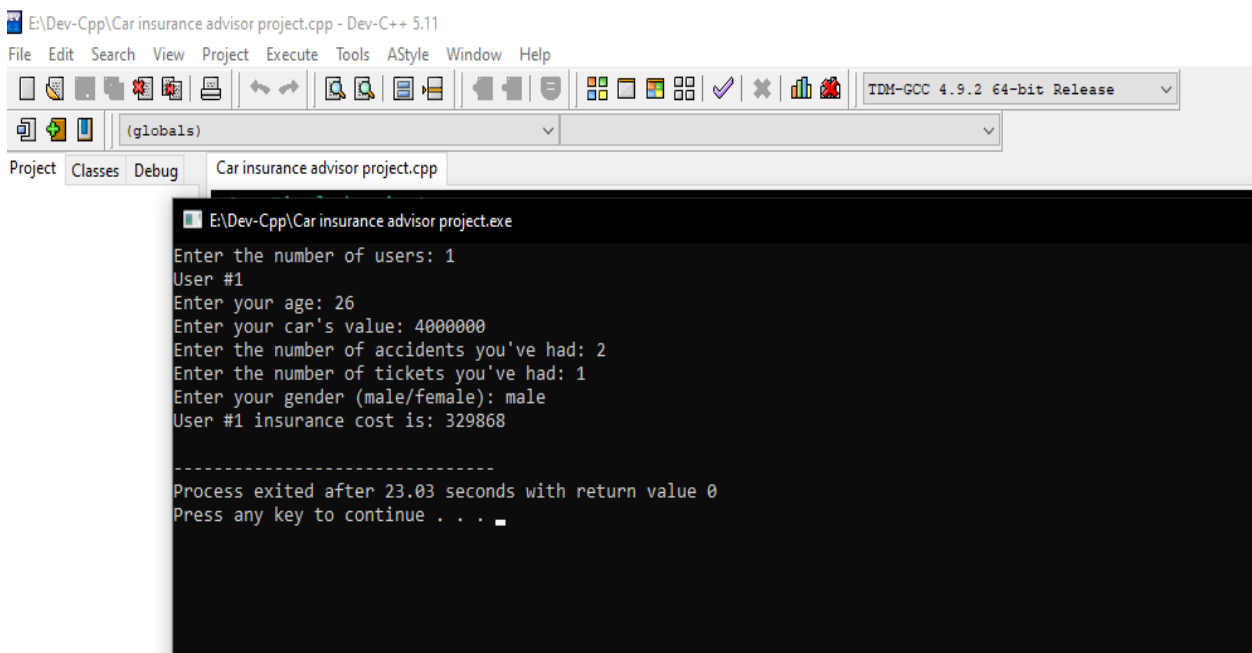 E:\Dev-Cpp\Car insurance advisor project.cpp - Dev-C++ 5.11
File Edit Search View Project Execute Tools AStyle Window Help
TDM-GCC 4.9.2 64-bit Release
(globals)
Project Classes Debug Car insurance advisor project.cpp
E:\Dev-Cpp\Car insurance advisor project.exe
Enter the number of users: 1
User #1
Enter your age: 26
Enter your car's value: 4000000
Enter the number of accidents you've had: 2
Enter the number of tickets you've had: 1
Enter your gender (male/female): male
User #1 insurance cost is: 329868
--------------------------------
Process exited after 23.03 seconds with return value 0
Press any key to continue . . .